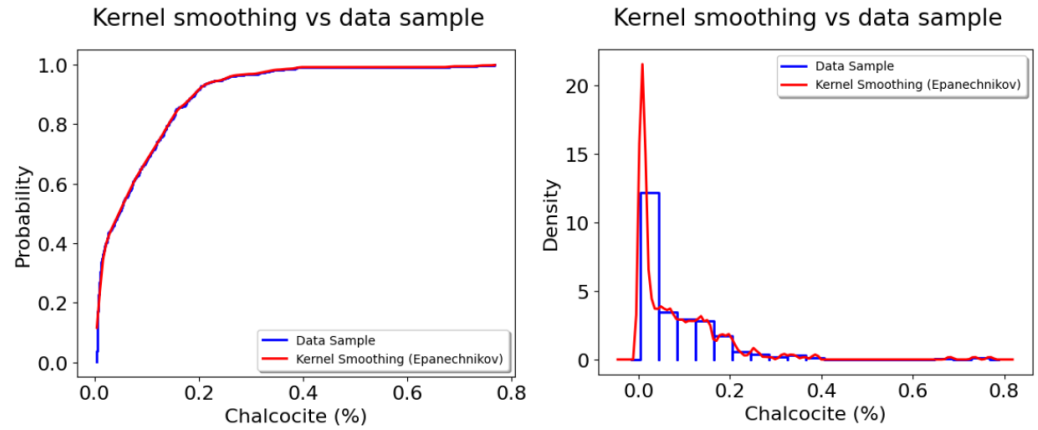 Kernel smoothing vs data sample
1.0
0.8
0.6
0.4
0.2
0.0
Probability
Data Sample
Kernel Smoothing (Epanechnikov)
0.0 0.2 0.4 0.6 0.8
Chalcocite (%)
Kernel smoothing vs data sample
20
15
10
5
0
Density
Data Sample
Kernel Smoothing (Epanechnikov)
0.0 0.2 0.4 0.6 0.8
Chalcocite (%)